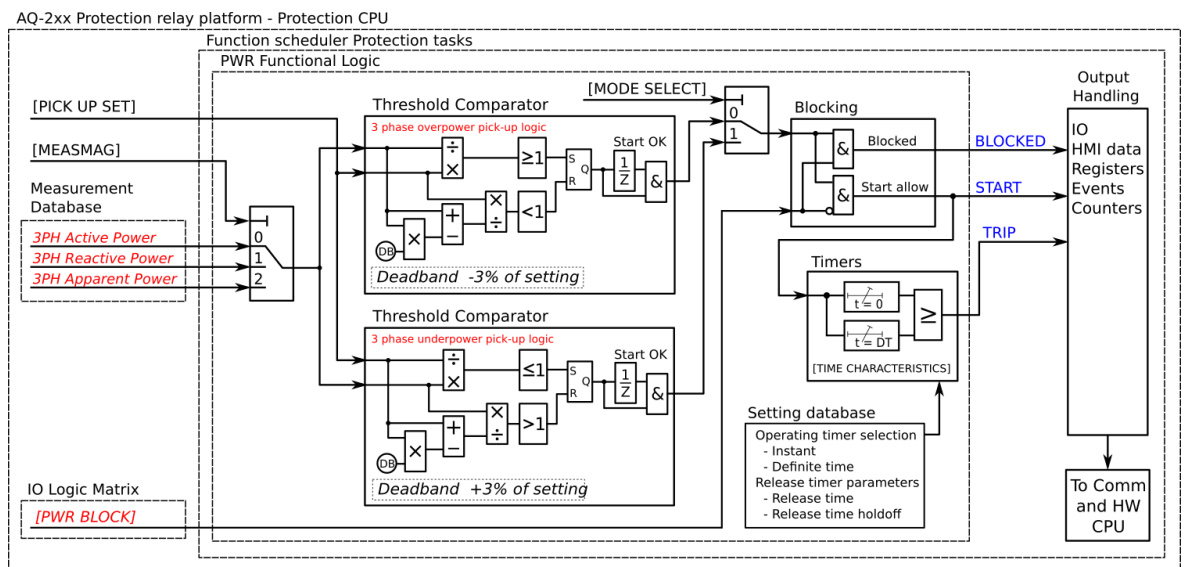 AQ-2xx Protection relay platform - Protection CPU
Function scheduler Protection tasks
PWR Functional Logic
[PICK UP SET]
[MEASMAG]
Measurement
Database
3PH Active Power
3PH Reactive Power
3PH Apparent Power
0
1
2
Threshold Comparator
3 phase overpower pick-up logic
÷
×
≥1
S
R
Q
Start OK
1
Z
&
×
÷
<1
+
−
×
DB
Deadband -3% of setting
Threshold Comparator
3 phase underpower pick-up logic
÷
×
≤1
S
R
Q
Start OK
1
Z
&
×
÷
>1
+
−
×
DB
Deadband +3% of setting
[MODE SELECT]
0
1
Blocking
&
Blocked
&
Start allow
BLOCKED
START
TRIP
Timers
t = 0
t = DT
≥
[TIME CHARACTERISTICS]
Setting database
Operating timer selection
- Instant
- Definite time
Release timer parameters
- Release time
- Release time holdoff
Output
Handling
IO
HMI data
Registers
Events
Counters
To Comm
and HW
CPU
IO Logic Matrix
[PWR BLOCK]